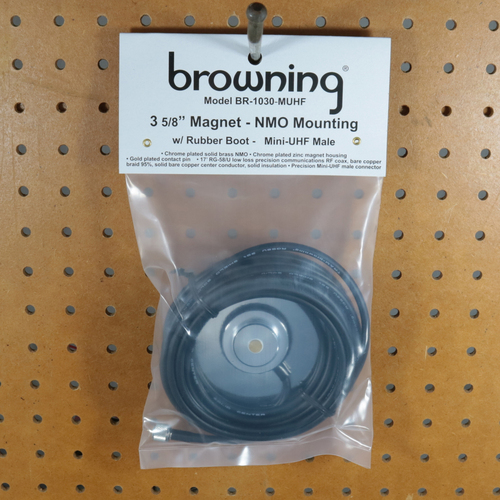 browning®
Model BR-1030-MUHF
3 5/8” Magnet - NMO Mounting
w/ Rubber Boot - Mini-UHF Male
• Chrome plated solid brass NMO • Chrome plated zinc magnet housing
• Gold plated contact pin • 17' RG-58/U low loss precision communications RF coax, bare copper
braid 95%, solid bare copper center conductor, solid insulation • Precision Mini-UHF male connector